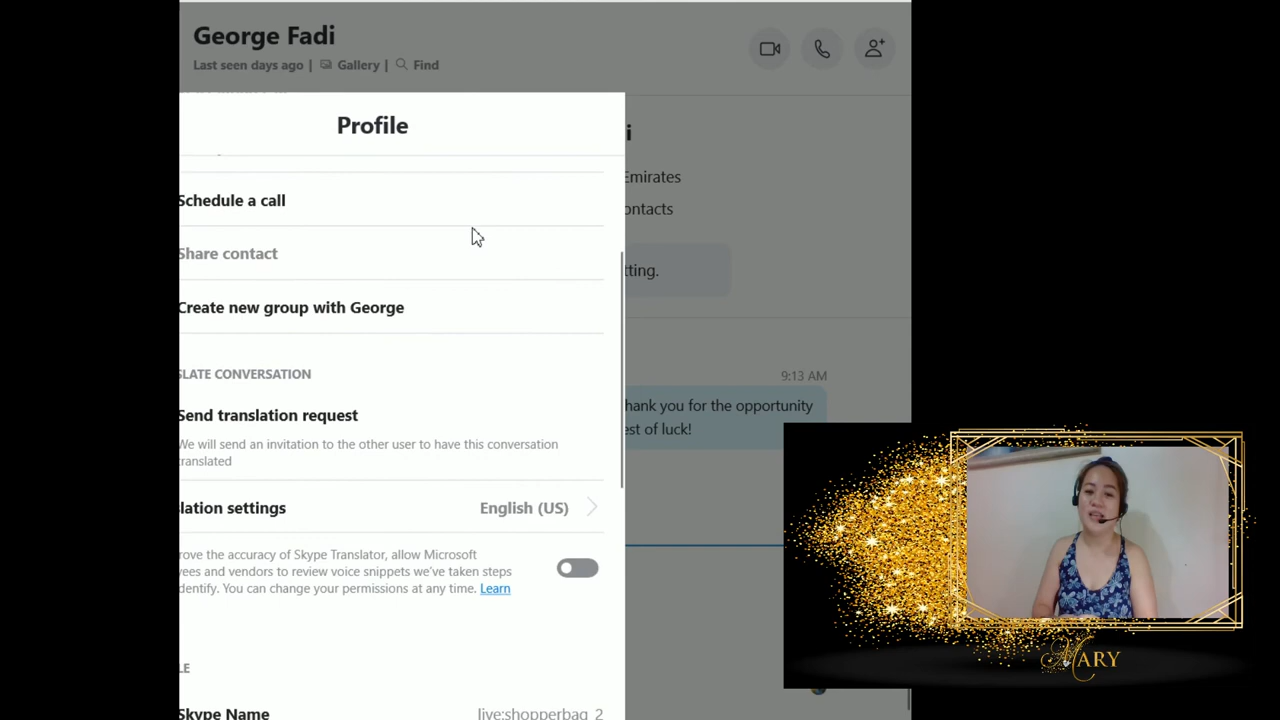 George Fadi
Last seen days ago | Gallery | Find
Profile
i
Emirates
Schedule a call
ontacts
Share contact
tting.
Create new group with George
SLATE CONVERSATION
9:13 AM
Send translation request
hank you for the opportunity
est of luck!
We will send an invitation to the other user to have this conversation
translated
slation settings
English (US)
rove the accuracy of Skype Translator, allow Microsoft
ees and vendors to review voice snippets we've taken steps
dentify. You can change your permissions at any time. Learn
LE
MARY
Skype Name
live:shopperbag_2